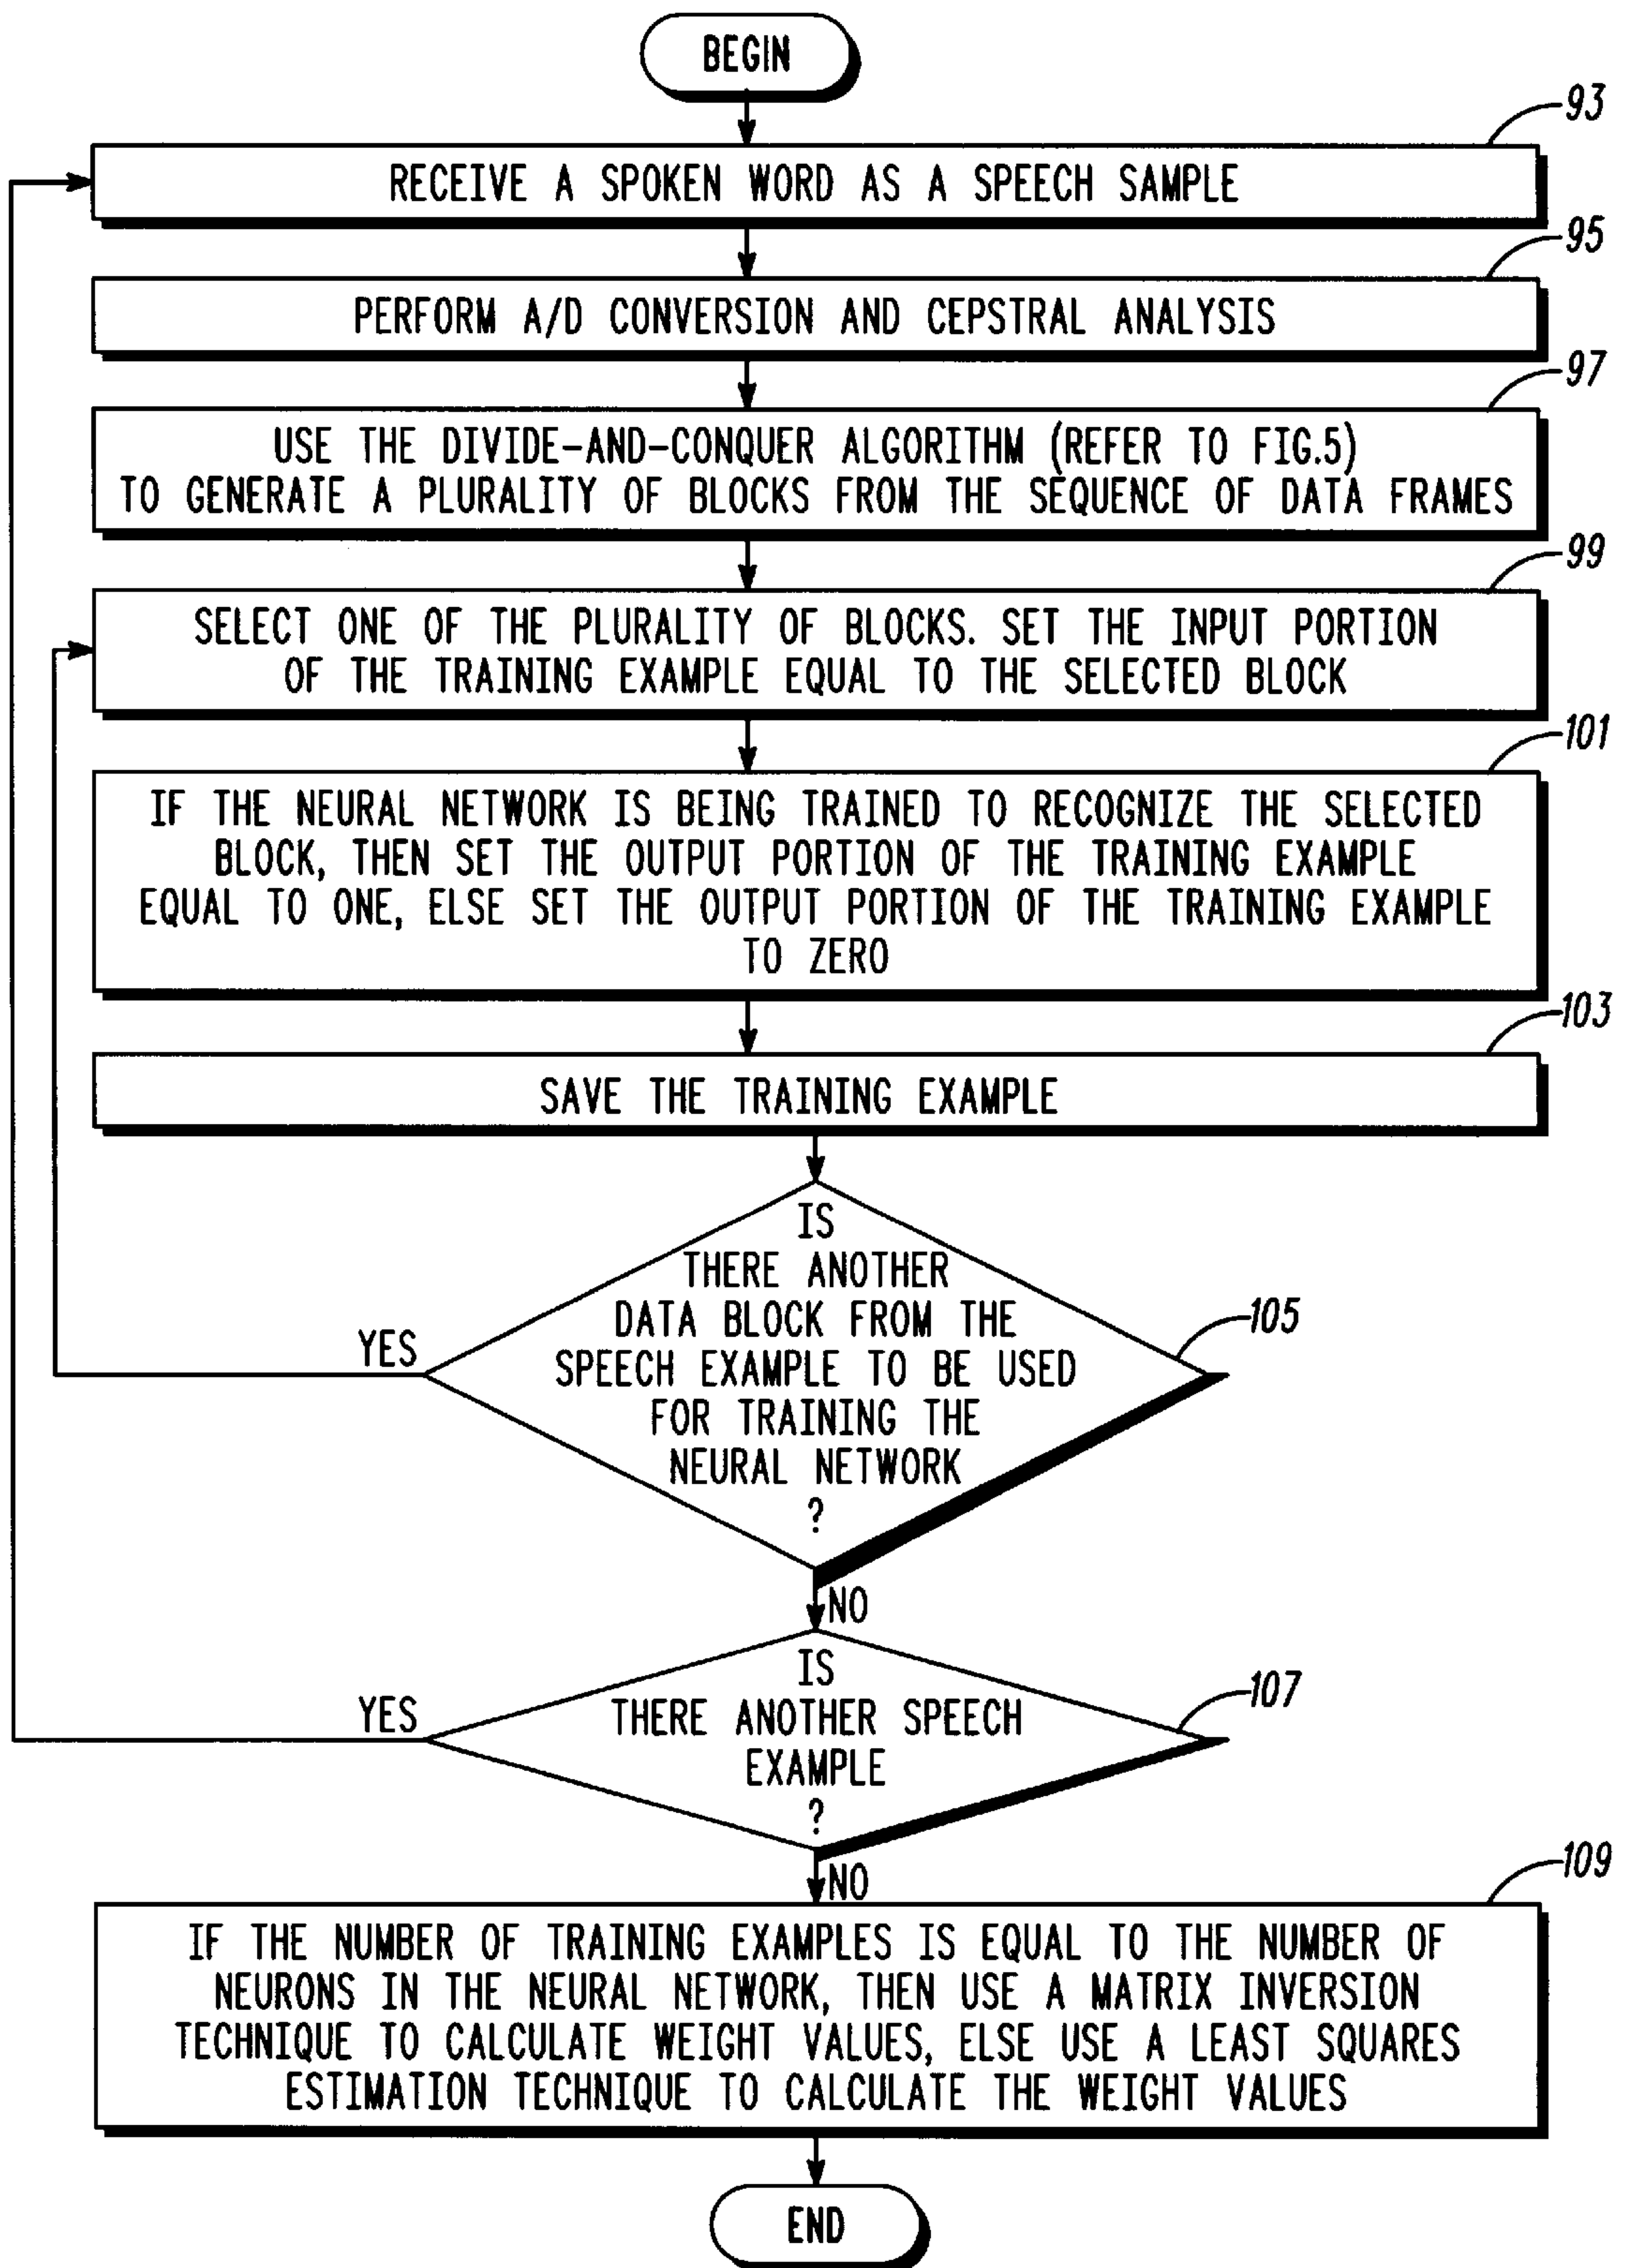 BEGIN
93
RECEIVE A SPOKEN WORD AS A SPEECH SAMPLE
95
PERFORM A/D CONVERSION AND CEPSTRAL ANALYSIS
97
USE THE DIVIDE-AND-CONQUER ALGORITHM (REFER TO FIG.5)
TO GENERATE A PLURALITY OF BLOCKS FROM THE SEQUENCE OF DATA FRAMES
99
SELECT ONE OF THE PLURALITY OF BLOCKS. SET THE INPUT PORTION
OF THE TRAINING EXAMPLE EQUAL TO THE SELECTED BLOCK
101
IF THE NEURAL NETWORK IS BEING TRAINED TO RECOGNIZE THE SELECTED
BLOCK, THEN SET THE OUTPUT PORTION OF THE TRAINING EXAMPLE
EQUAL TO ONE, ELSE SET THE OUTPUT PORTION OF THE TRAINING EXAMPLE
TO ZERO
103
SAVE THE TRAINING EXAMPLE
IS
THERE ANOTHER
DATA BLOCK FROM THE
SPEECH EXAMPLE TO BE USED
FOR TRAINING THE
NEURAL NETWORK
?
105
YES
NO
IS
THERE ANOTHER SPEECH
EXAMPLE
?
107
YES
NO
109
IF THE NUMBER OF TRAINING EXAMPLES IS EQUAL TO THE NUMBER OF
NEURONS IN THE NEURAL NETWORK, THEN USE A MATRIX INVERSION
TECHNIQUE TO CALCULATE WEIGHT VALUES, ELSE USE A LEAST SQUARES
ESTIMATION TECHNIQUE TO CALCULATE THE WEIGHT VALUES
END